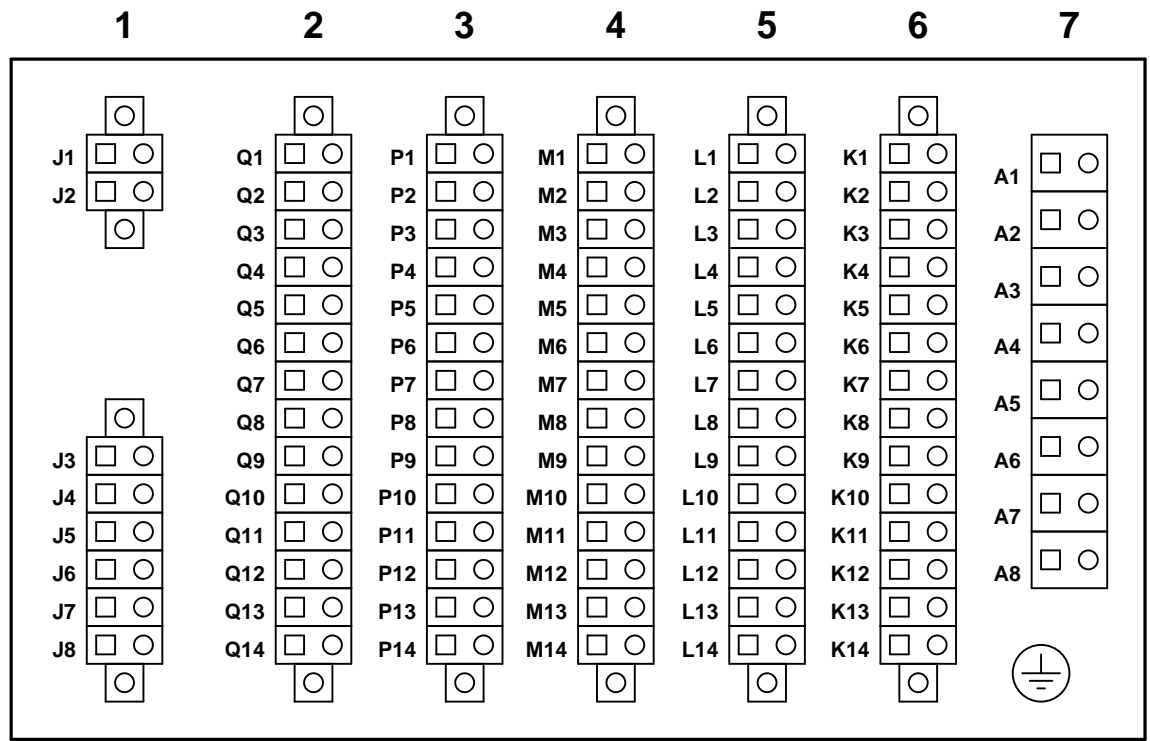 1 2 3 4 5 6 7
J1 Q1 P1 M1 L1 K1 A1
J2 Q2 P2 M2 L2 K2
Q3 P3 M3 L3 K3 A2
Q4 P4 M4 L4 K4 A3
Q5 P5 M5 L5 K5
Q6 P6 M6 L6 K6 A4
Q7 P7 M7 L7 K7
Q8 P8 M8 L8 K8 A5
J3 Q9 P9 M9 L9 K9 A6
J4 Q10 P10 M10 L10 K10
J5 Q11 P11 M11 L11 K11 A7
J6 Q12 P12 M12 L12 K12 A8
J7 Q13 P13 M13 L13 K13
J8 Q14 P14 M14 L14 K14